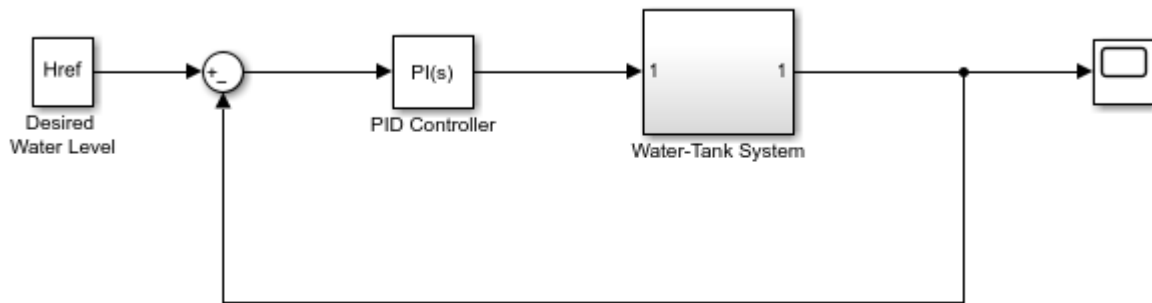 Href
+
−
PI(s)
1
1
Desired
Water Level
PID Controller
Water-Tank System